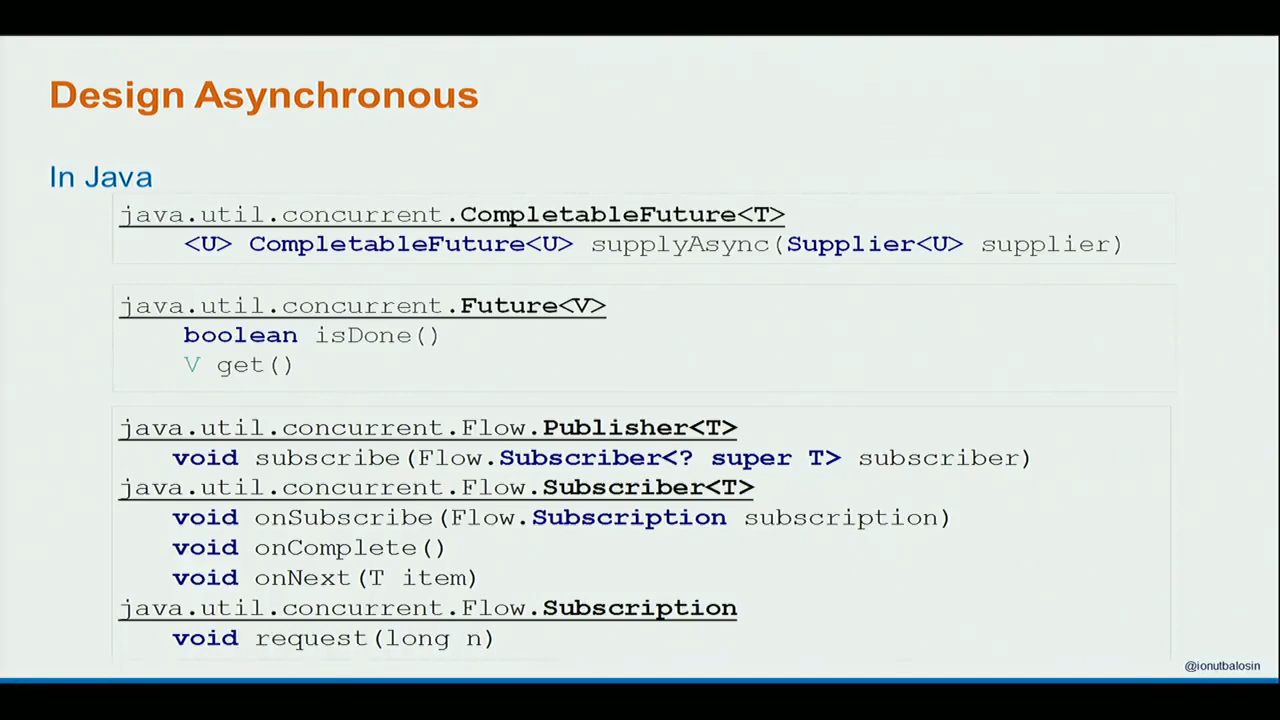 Design Asynchronous
In Java
java.util.concurrent.CompletableFuture<T>
<U> CompletableFuture<U> supplyAsync(Supplier<U> supplier)
java.util.concurrent.Future<V>
boolean isDone()
V get()
java.util.concurrent.Flow.Publisher<T>
void subscribe(Flow.Subscriber<? super T> subscriber)
java.util.concurrent.Flow.Subscriber<T>
void onSubscribe(Flow.Subscription subscription)
void onComplete()
void onNext(T item)
java.util.concurrent.Flow.Subscription
void request(long n)
@ionutbalosin